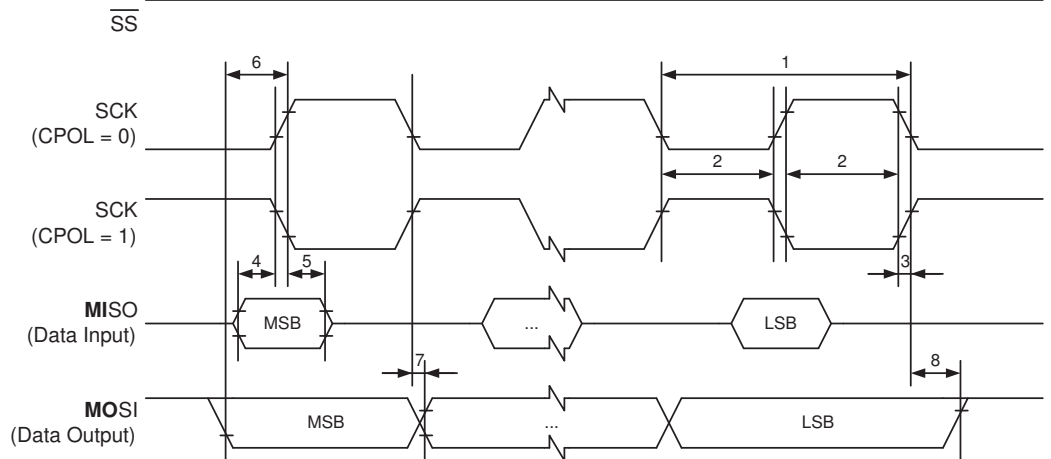 SS
6
1
SCK
(CPOL = 0)
2
2
SCK
(CPOL = 1)
4
5
3
MISO
(Data Input)
MSB
...
LSB
7
8
MOSI
(Data Output)
MSB
...
LSB